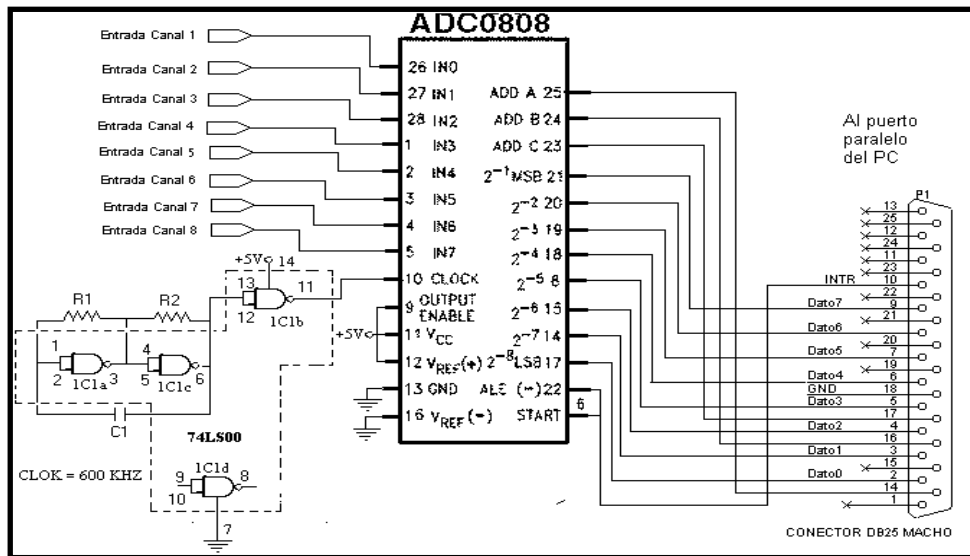 ADC0808
Entrada Canal 1
Entrada Canal 2
Entrada Canal 3
Entrada Canal 4
Entrada Canal 5
Entrada Canal 6
Entrada Canal 7
Entrada Canal 8
26 IN0
27 IN1
28 IN2
1 IN3
2 IN4
3 IN5
4 IN6
5 IN7
10 CLOCK
9 OUTPUT
ENABLE
11 VCC
12 VREF(+)
13 GND
16 VREF(-)
ADD A 25
ADD B 24
ADD C 23
2-1 MSB 21
2-2 20
2-3 19
2-4 18
2-5 8
2-6 15
2-7 14
2-8 LSB 17
ALE (-) 22
START 6
+5V 14
13
12
11
1C1b
+5V
R1
R2
1
2
3
1C1a
4
5
6
1C1c
C1
74LS00
CLOK = 600 KHZ
1C1d
9
10
8
7
Al puerto
paralelo
del PC
P1
13
25
12
24
11
23
INTR 10
22
Dato7 9
21
Dato6
20
Dato5 7
19
Dato4 6
GND 18
Dato3 5
17
Dato2 4
16
Dato1 3
15
Dato0 2
14
1
CONECTOR DB25 MACHO